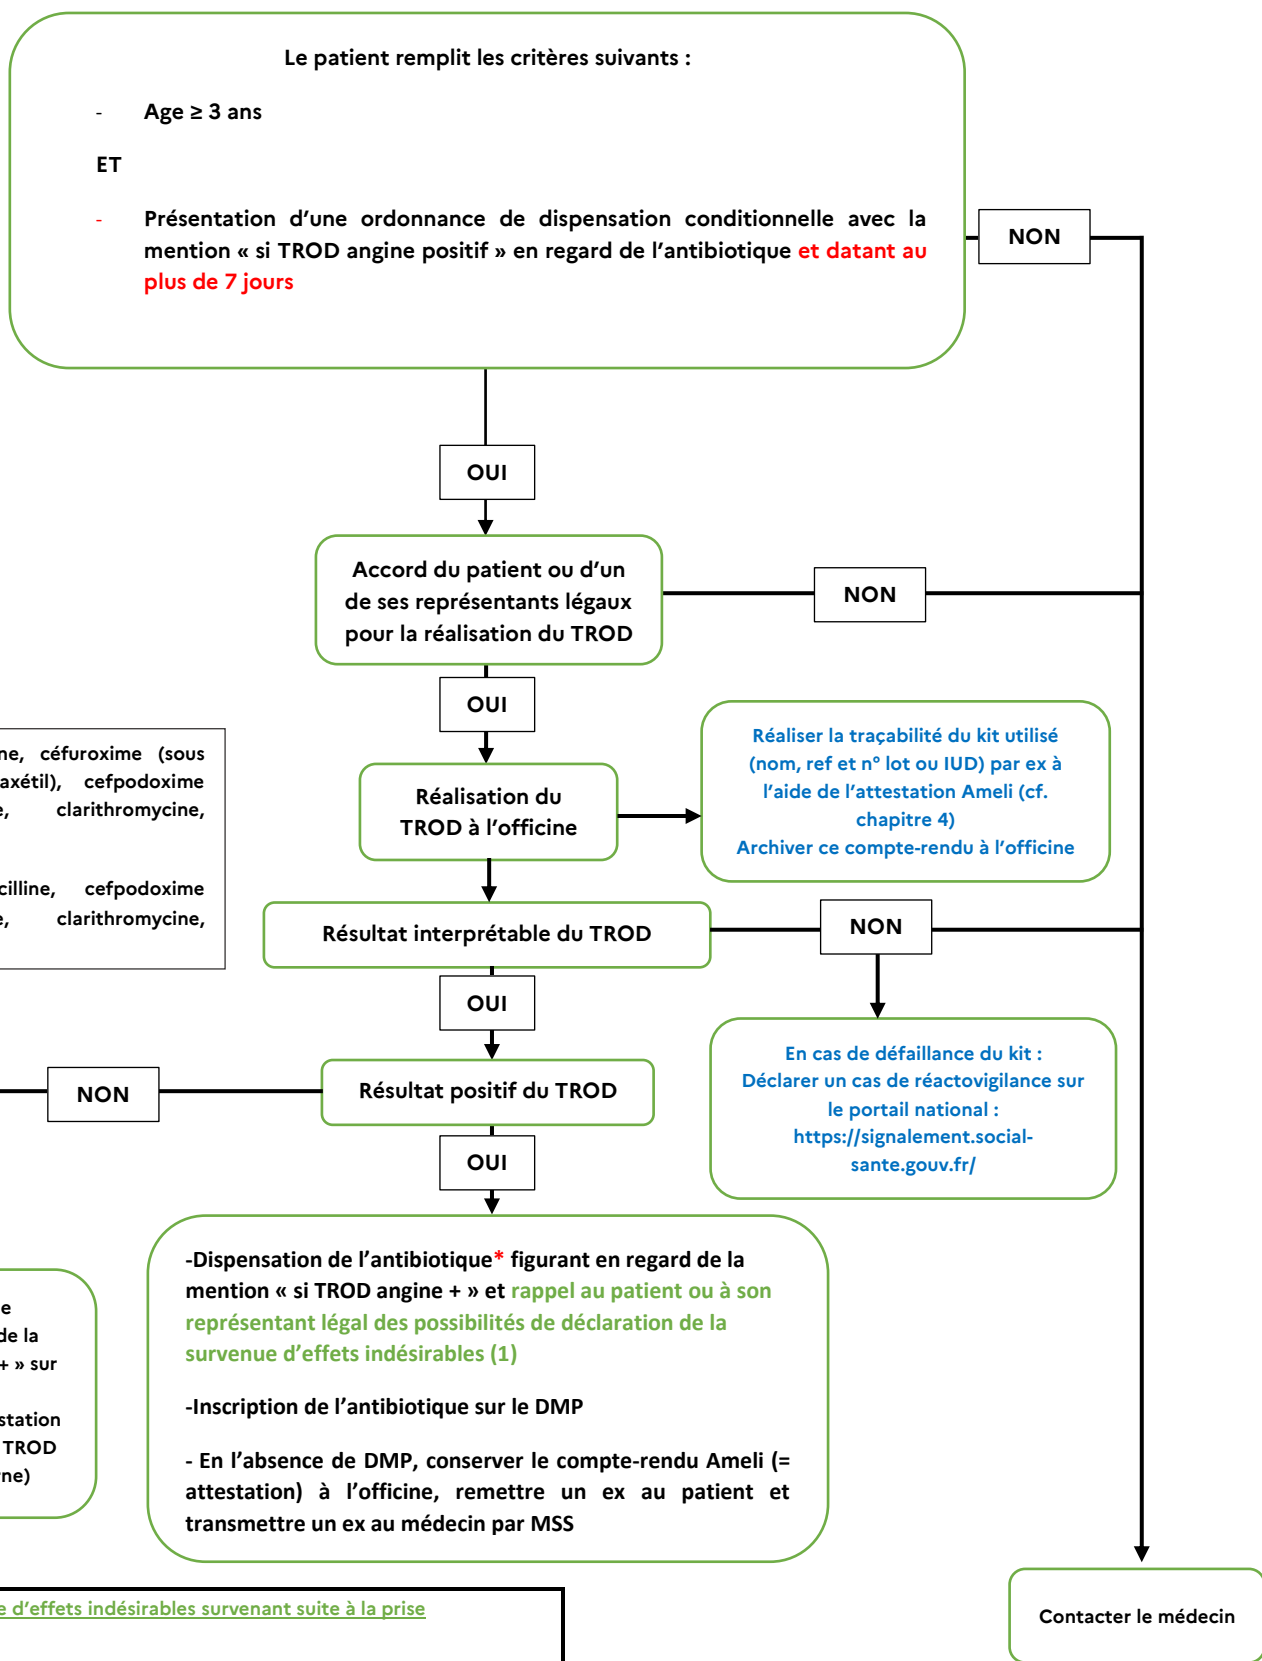 Le patient remplit les critères suivants :
- Age ≥ 3 ans
ET
- Présentation d'une ordonnance de dispensation conditionnelle avec la
mention « si TROD angine positif » en regard de l'antibiotique et datant au
plus de 7 jours
NON
OUI
Accord du patient ou d'un
de ses représentants légaux
pour la réalisation du TROD
NON
OUI
ne, céfuroxime (sous
axétil), cefpodoxime
e, clarithromycine,
cilline, cefpodoxime
e, clarithromycine,
Réalisation du
TROD à l'officine
Réaliser la traçabilité du kit utilisé
(nom, ref et n° lot ou IUD) par ex à
l'aide de l'attestation Ameli (cf.
chapitre 4)
Archiver ce compte-rendu à l'officine
Résultat interprétable du TROD
NON
OUI
En cas de défaillance du kit :
Déclarer un cas de réactovigilance sur
le portail national :
https://signalement.social-
sante.gouv.fr/
NON
Résultat positif du TROD
OUI
-Dispensation de l'antibiotique* figurant en regard de la
mention « si TROD angine + » et rappel au patient ou à son
représentant légal des possibilités de déclaration de la
survenue d'effets indésirables (1)
-Inscription de l'antibiotique sur le DMP
- En l'absence de DMP, conserver le compte-rendu Ameli (=
attestation) à l'officine, remettre un ex au patient et
transmettre un ex au médecin par MSS
e
de la
+ » sur
station
TROD
rne)
e d'effets indésirables survenant suite à la prise
Contacter le médecin